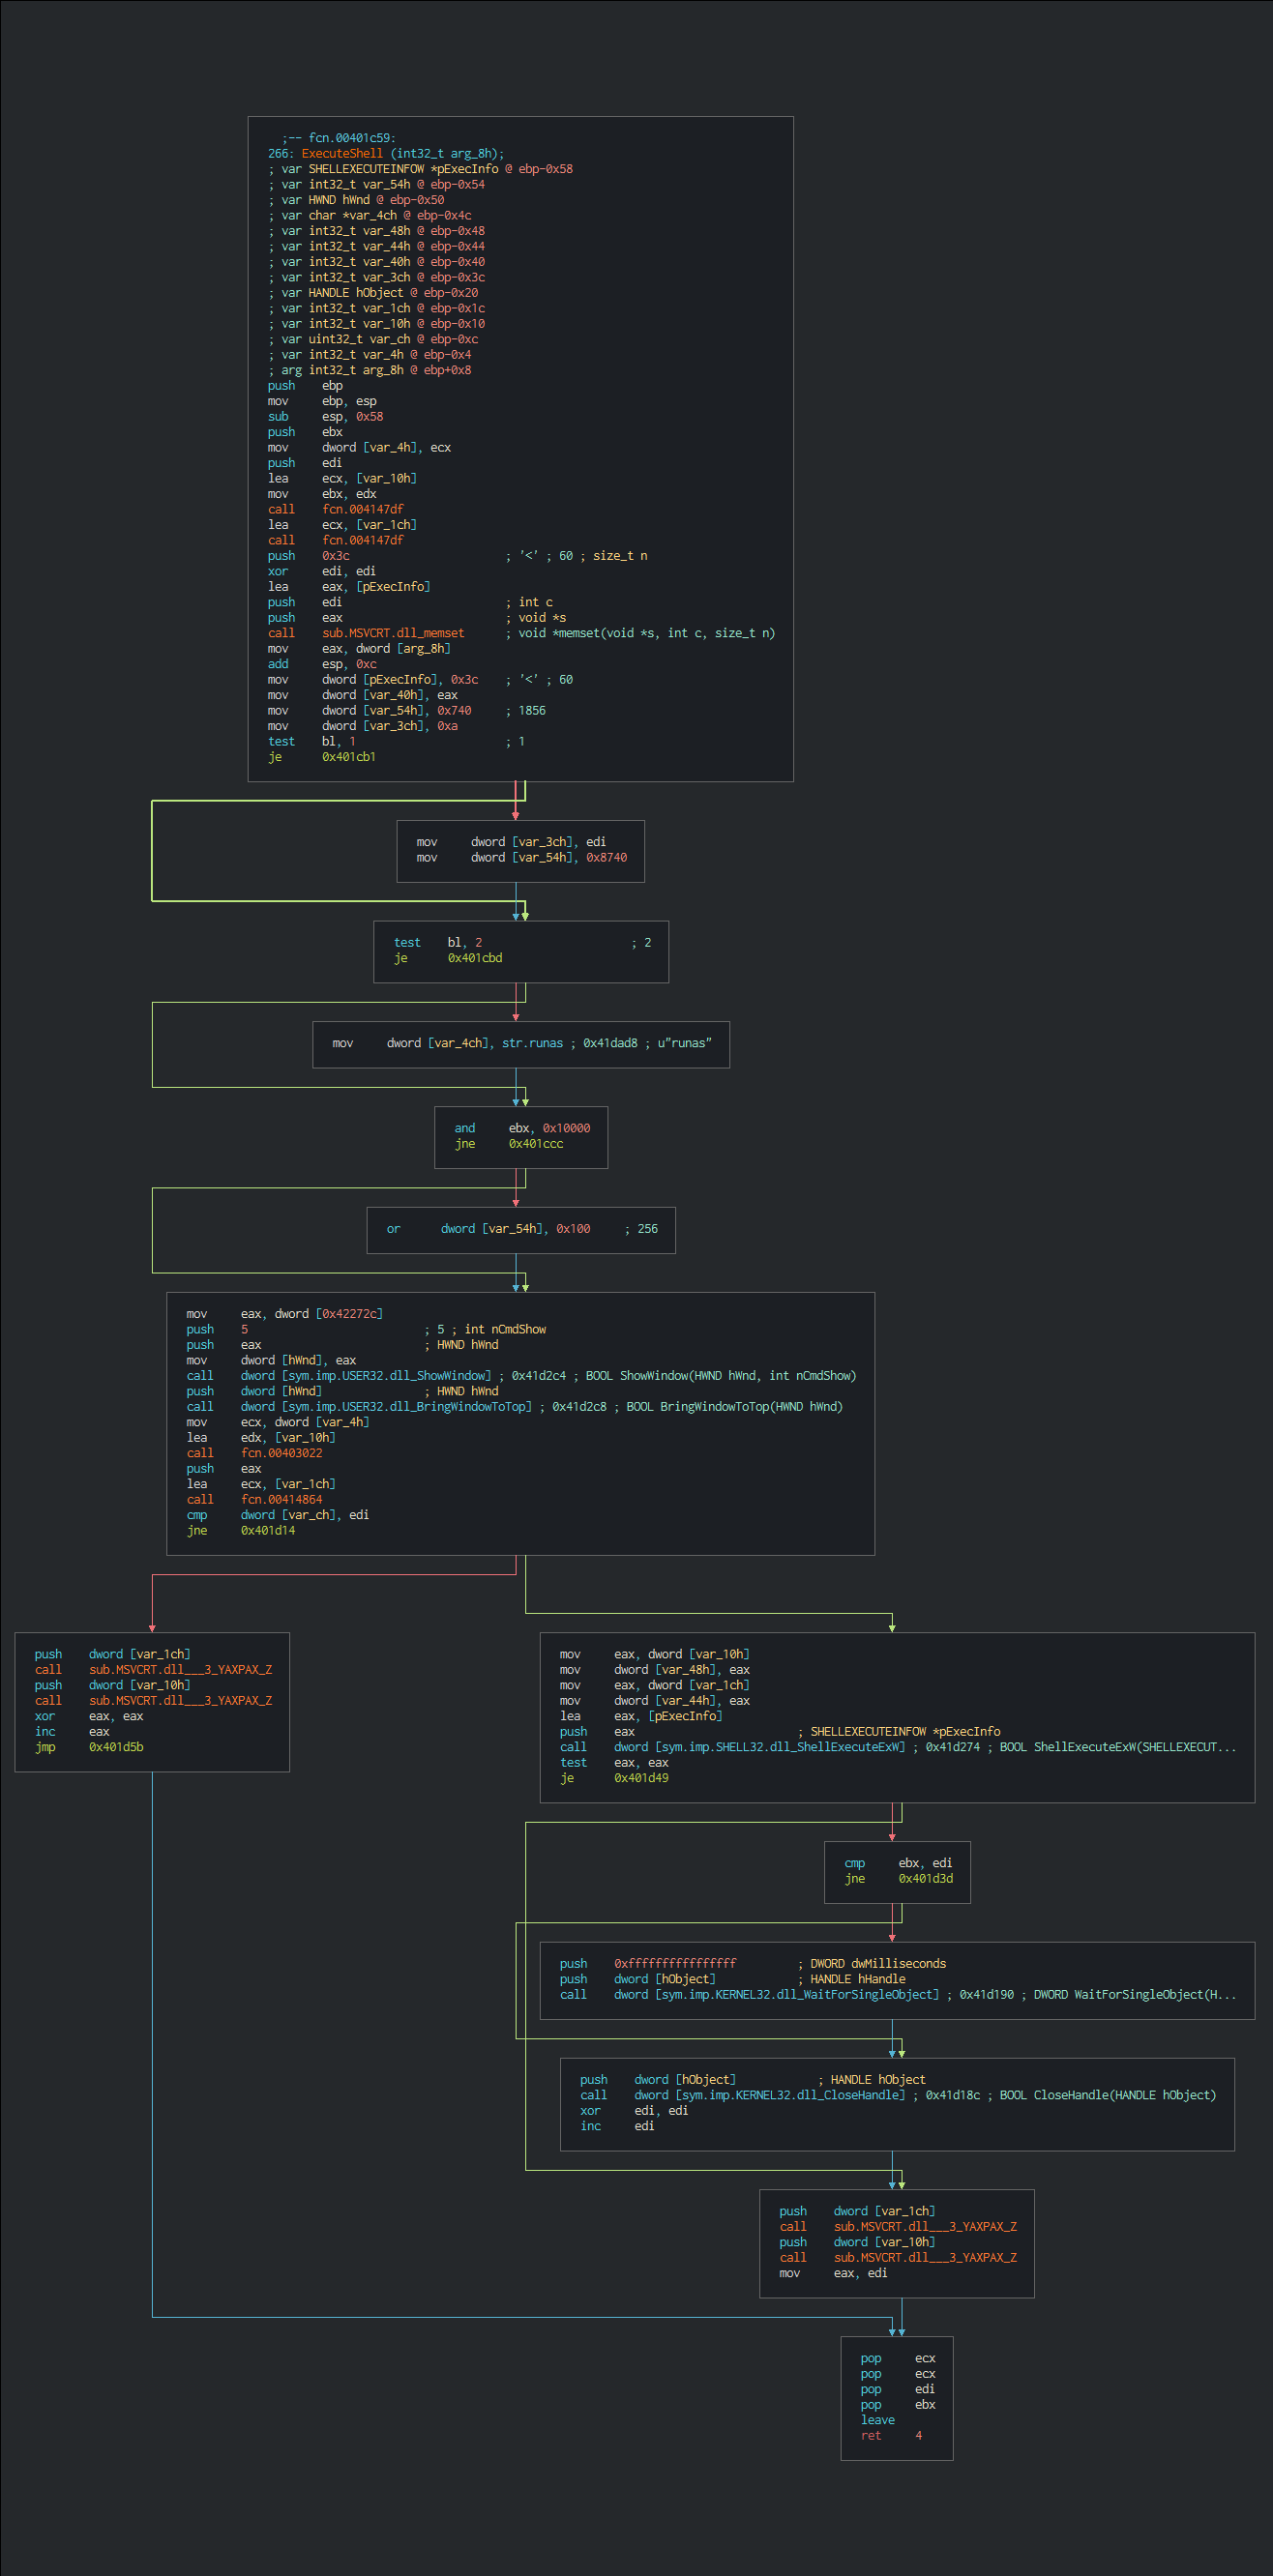 ;-- fcn.00401c59:
266: ExecuteShell (int32_t arg_8h);
; var SHELLEXECUTEINFOW *pExecInfo @ ebp-0x58
; var int32_t var_54h @ ebp-0x54
; var HWND hWnd @ ebp-0x50
; var char *var_4ch @ ebp-0x4c
; var int32_t var_48h @ ebp-0x48
; var int32_t var_44h @ ebp-0x44
; var int32_t var_40h @ ebp-0x40
; var int32_t var_3ch @ ebp-0x3c
; var HANDLE hObject @ ebp-0x20
; var int32_t var_1ch @ ebp-0x1c
; var int32_t var_10h @ ebp-0x10
; var uint32_t var_ch @ ebp-0xc
; var int32_t var_4h @ ebp-0x4
; arg int32_t arg_8h @ ebp+0x8
push ebp
mov ebp, esp
sub esp, 0x58
push ebx
mov dword [var_4h], ecx
push edi
lea ecx, [var_10h]
mov ebx, edx
call fcn.004147df
lea ecx, [var_1ch]
call fcn.004147df
push 0x3c ; '<' ; 60 ; size_t n
xor edi, edi
lea eax, [pExecInfo]
push edi ; int c
push eax ; void *s
call sub.MSVCRT.dll_memset ; void *memset(void *s, int c, size_t n)
mov eax, dword [arg_8h]
add esp, 0xc
mov dword [pExecInfo], 0x3c ; '<' ; 60
mov dword [var_40h], eax
mov dword [var_54h], 0x740 ; 1856
mov dword [var_3ch], 0xa
test bl, 1 ; 1
je 0x401cb1
mov dword [var_3ch], edi
mov dword [var_54h], 0x8740
test bl, 2 ; 2
je 0x401cbd
mov dword [var_4ch], str.runas ; 0x41dad8 ; u"runas"
and ebx, 0x10000
jne 0x401ccc
or dword [var_54h], 0x100 ; 256
mov eax, dword [0x42272c]
push 5 ; 5 ; int nCmdShow
push eax ; HWND hWnd
mov dword [hWnd], eax
call dword [sym.imp.USER32.dll_ShowWindow] ; 0x41d2c4 ; BOOL ShowWindow(HWND hWnd, int nCmdShow)
push dword [hWnd] ; HWND hWnd
call dword [sym.imp.USER32.dll_BringWindowToTop] ; 0x41d2c8 ; BOOL BringWindowToTop(HWND hWnd)
mov ecx, dword [var_4h]
lea edx, [var_10h]
call fcn.00403022
push eax
lea ecx, [var_1ch]
call fcn.00414864
cmp dword [var_ch], edi
jne 0x401d14
push dword [var_1ch]
call sub.MSVCRT.dll___3_YAXPAX_Z
push dword [var_10h]
call sub.MSVCRT.dll___3_YAXPAX_Z
xor eax, eax
inc eax
jmp 0x401d5b
mov eax, dword [var_10h]
mov dword [var_48h], eax
mov eax, dword [var_1ch]
mov dword [var_44h], eax
lea eax, [pExecInfo]
push eax ; SHELLEXECUTEINFOW *pExecInfo
call dword [sym.imp.SHELL32.dll_ShellExecuteExW] ; 0x41d274 ; BOOL ShellExecuteExW(SHELLEXECUT...
test eax, eax
je 0x401d49
cmp ebx, edi
jne 0x401d3d
push 0xffffffffffffffff ; DWORD dwMilliseconds
push dword [hObject] ; HANDLE hHandle
call dword [sym.imp.KERNEL32.dll_WaitForSingleObject] ; 0x41d190 ; DWORD WaitForSingleObject(H...
push dword [hObject] ; HANDLE hObject
call dword [sym.imp.KERNEL32.dll_CloseHandle] ; 0x41d18c ; BOOL CloseHandle(HANDLE hObject)
xor edi, edi
inc edi
push dword [var_1ch]
call sub.MSVCRT.dll___3_YAXPAX_Z
push dword [var_10h]
call sub.MSVCRT.dll___3_YAXPAX_Z
mov eax, edi
pop ecx
pop ecx
pop edi
pop ebx
leave
ret 4